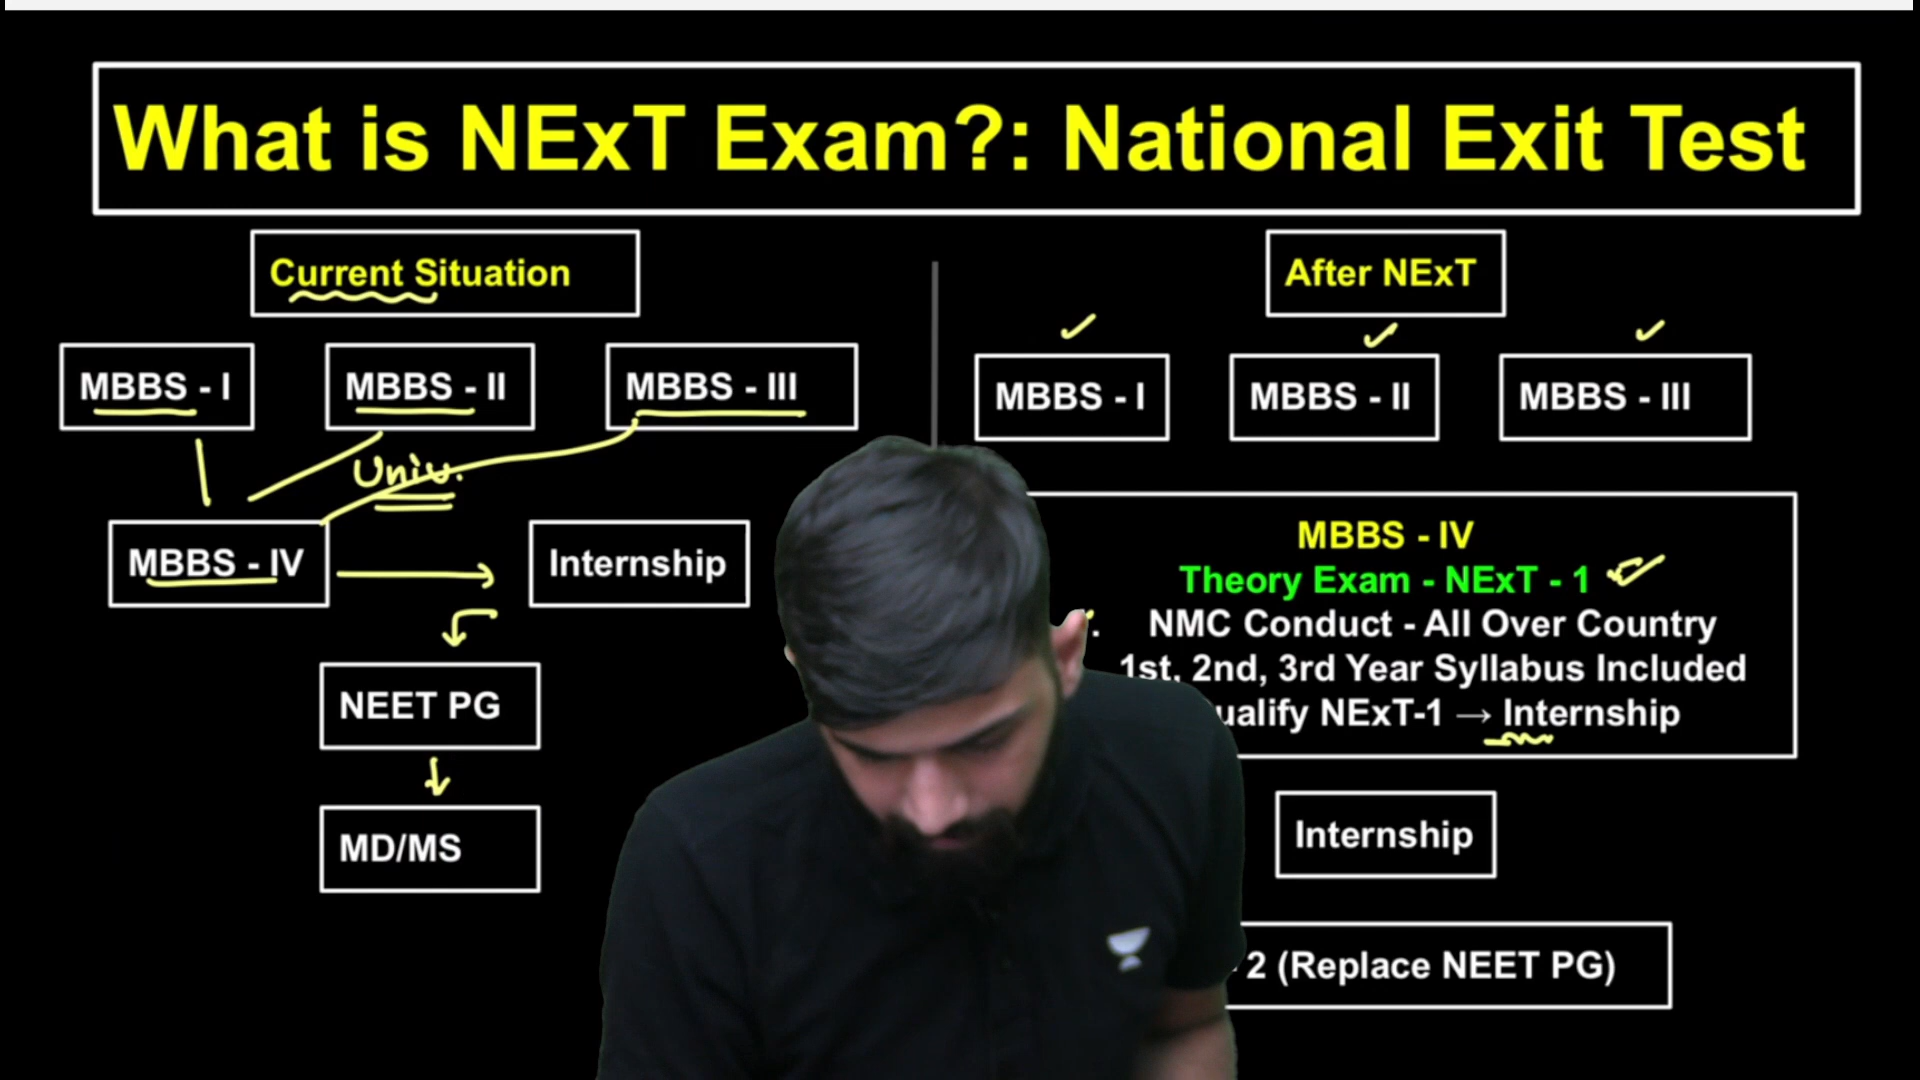 What is NExT Exam?: National Exit Test
Current Situation
MBBS - I
MBBS - II
MBBS - III
Univ.
MBBS - IV
Internship
NEET PG
MD/MS
After NExT
MBBS - I
MBBS - II
MBBS - III
MBBS - IV
Theory Exam - NExT - 1
NMC Conduct - All Over Country
1st, 2nd, 3rd Year Syllabus Included
NExT-1 → Internship
Internship
2 (Replace NEET PG)